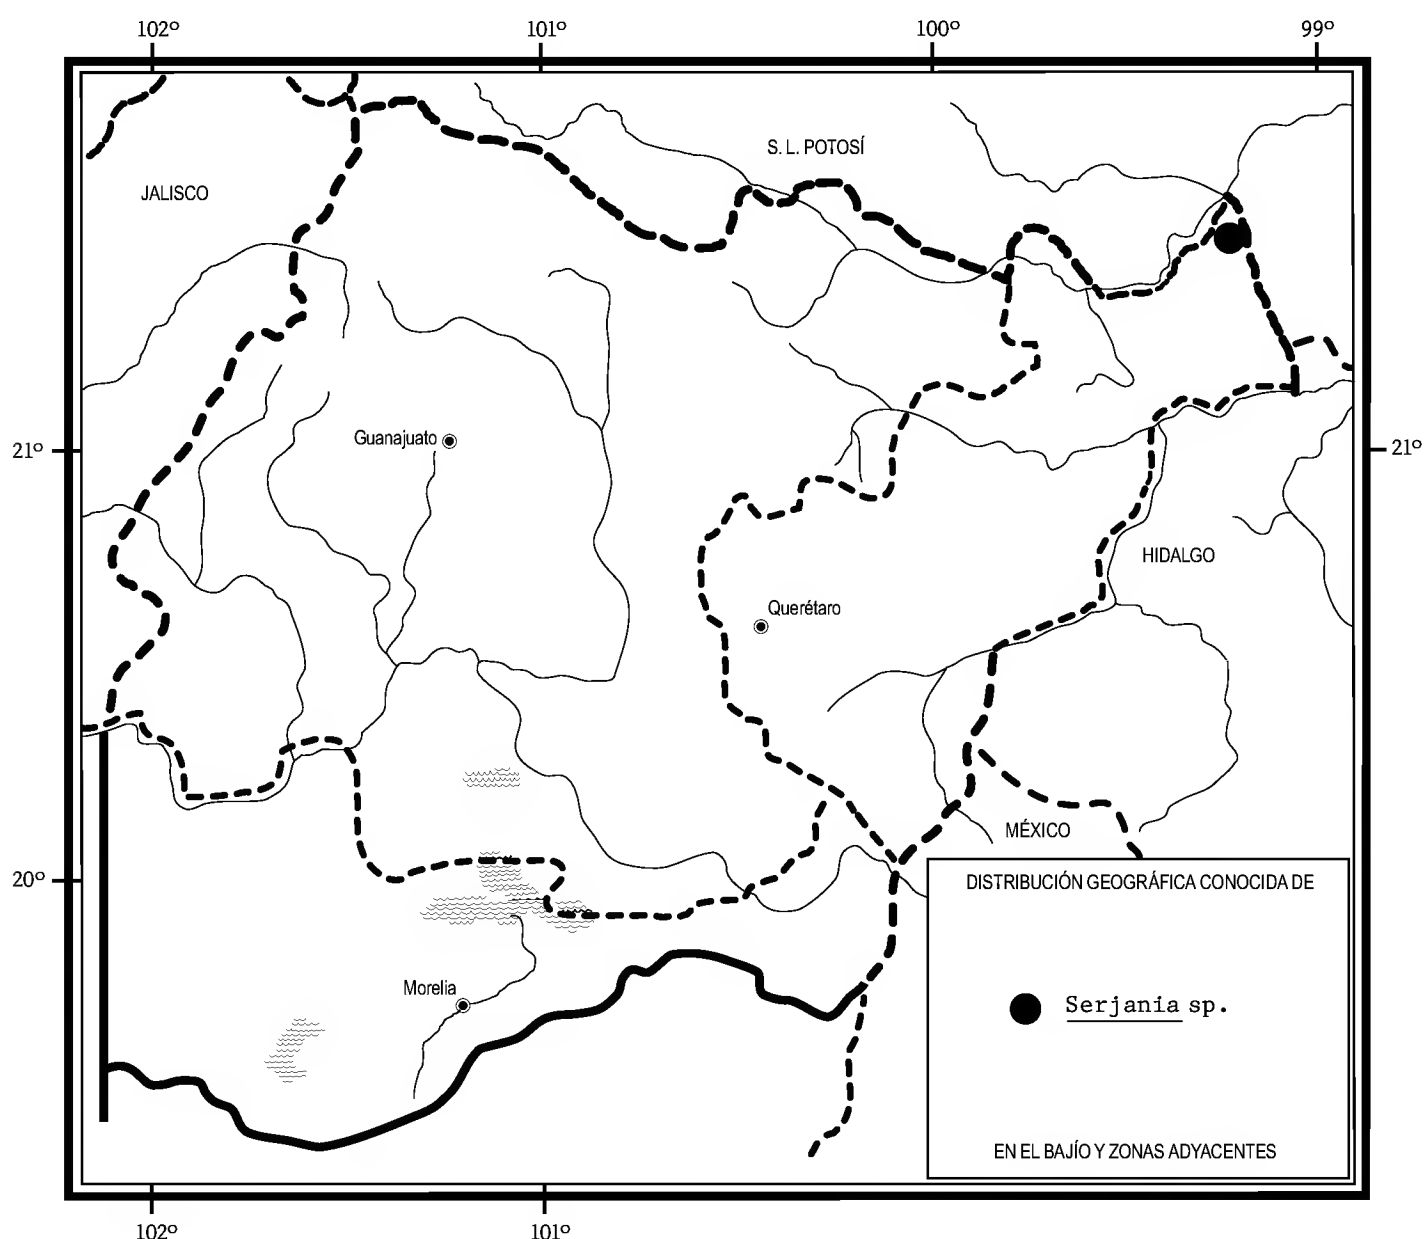 102º 101º 100º 99º
S. L. POTOSÍ
JALISCO
Guanajuato
21º 21º
HIDALGO
Querétaro
MÉXICO
20º
DISTRIBUCIÓN GEOGRÁFICA CONOCIDA DE
Morelia
Serjania sp.
EN EL BAJÍO Y ZONAS ADYACENTES
102º 101º